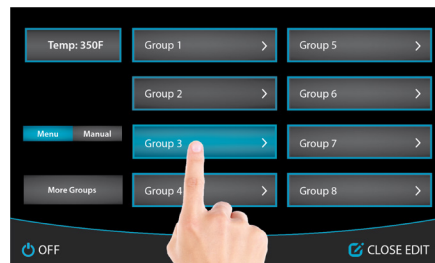 Temp: 350F
Group 1
Group 5
Group 2
Group 6
Menu Manual
Group 3
Group 7
More Groups
Group 4
Group 8
OFF
CLOSE EDIT